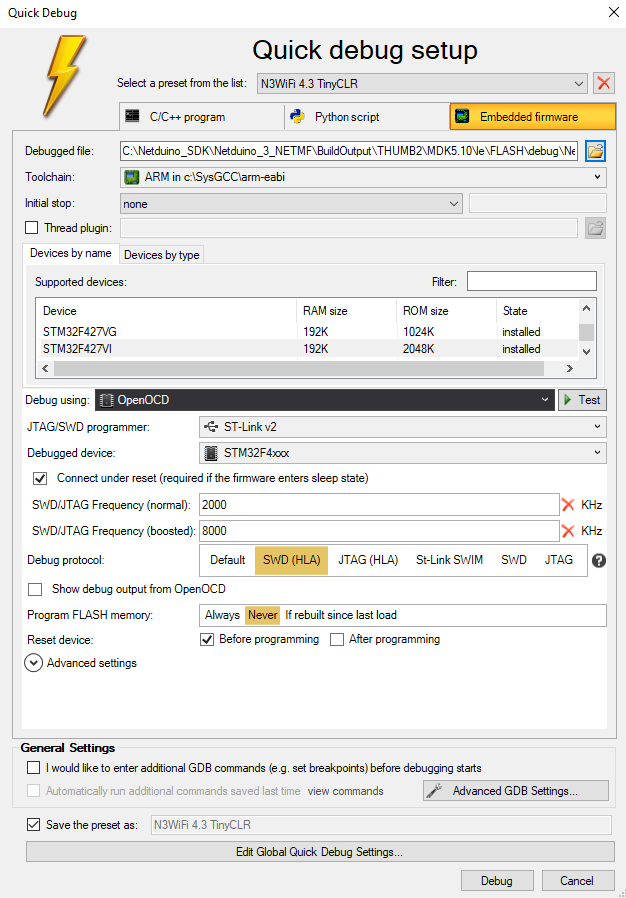 Quick Debug
Quick debug setup
Select a preset from the list: N3WiFi 4.3 TinyCLR
C/C++ program Python script Embedded firmware
Debugged file: C:\Netduino_SDK\Netduino_3_NETMF\BuildOutput\THUMB2\MDK5.10\le\FLASH\debug\Ne
Toolchain: ARM in c:\SysGCC\arm-eabi
Initial stop: none
Thread plugin:
Devices by name Devices by type
Supported devices: Filter:
Device RAM size ROM size State
STM32F427VG 192K 1024K installed
STM32F427VI 192K 2048K installed
Debug using: OpenOCD Test
JTAG/SWD programmer: ST-Link v2
Debugged device: STM32F4xxx
Connect under reset (required if the firmware enters sleep state)
SWD/JTAG Frequency (normal): 2000 KHz
SWD/JTAG Frequency (boosted): 8000 KHz
Debug protocol: Default SWD (HLA) JTAG (HLA) St-Link SWIM SWD JTAG ?
Show debug output from OpenOCD
Program FLASH memory: Always Never If rebuilt since last load
Reset device: Before programming After programming
Advanced settings
General Settings
I would like to enter additional GDB commands (e.g. set breakpoints) before debugging starts
Automatically run additional commands saved last time view commands Advanced GDB Settings...
Save the preset as: N3WiFi 4.3 TinyCLR
Edit Global Quick Debug Settings...
Debug Cancel